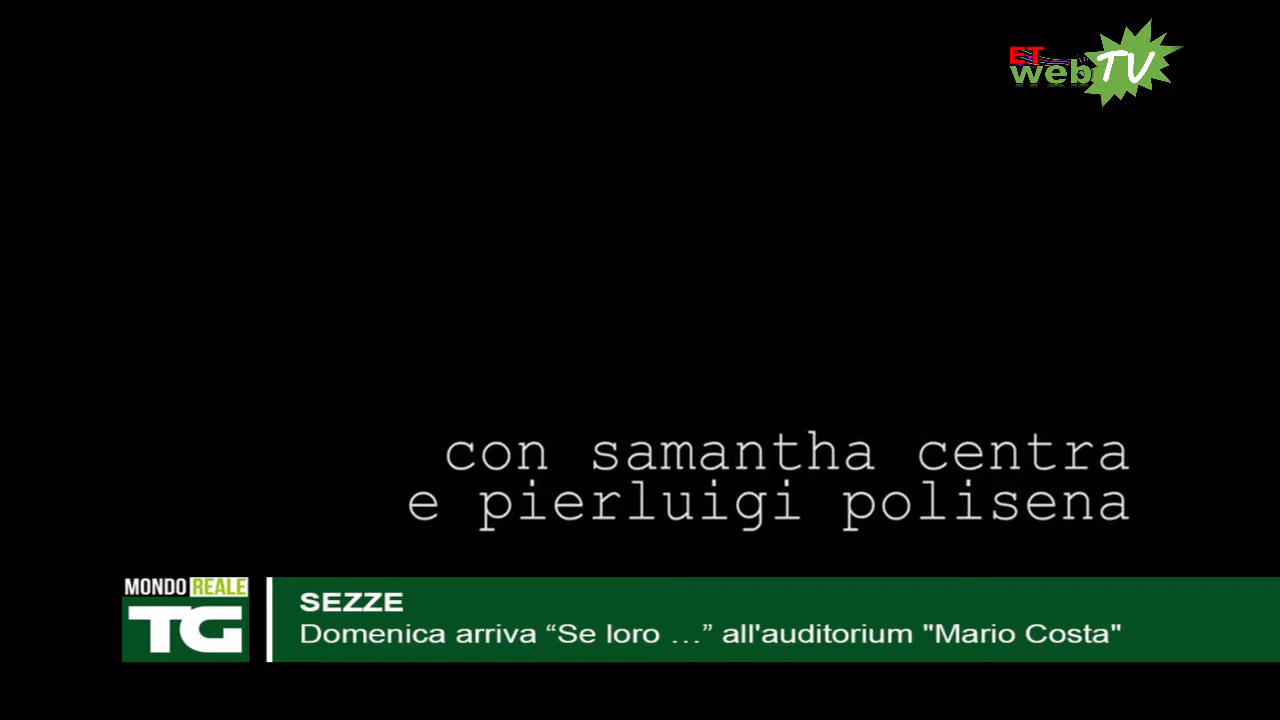 ET
webTV
con samantha centra
e pierluigi polisena
MONDO REALE
TG
SEZZE
Domenica arriva “Se loro …” all'auditorium "Mario Costa"